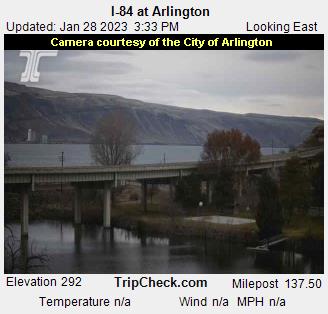 I-84 at Arlington
Updated: Jan 28 2023 3:33 PM Looking East
Camera courtesy of the City of Arlington
Elevation 292 TripCheck.com Milepost 137.50
Temperature n/a Wind n/a MPH n/a